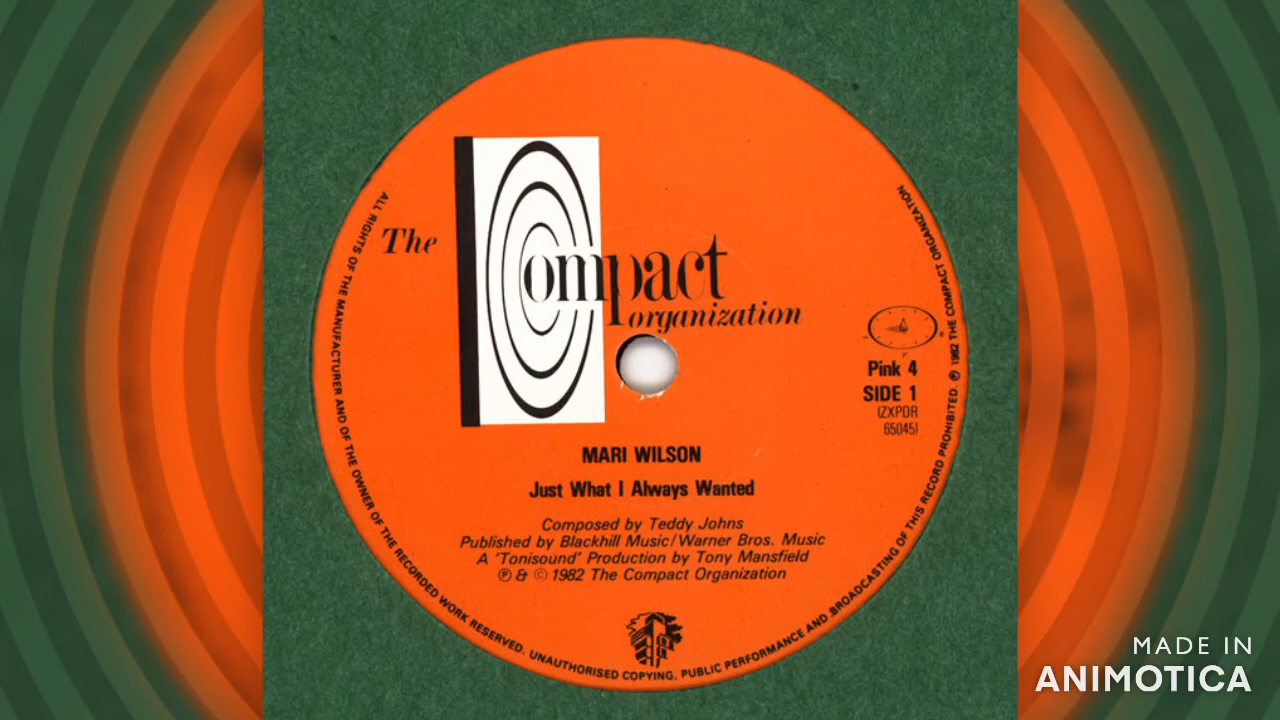 The Compact
organization
Pink 4
SIDE 1
(ZXPDR
65045)
MARI WILSON
Just What I Always Wanted
Composed by Teddy Johns
Published by Blackhill Music/Warner Bros. Music
A 'Tonisound' Production by Tony Mansfield
℗ & © 1982 The Compact Organization
ALL RIGHTS OF THE MANUFACTURER AND OF THE OWNER OF THE RECORDED WORK RESERVED. UNAUTHORISED COPYING, PUBLIC PERFORMANCE AND BROADCASTING OF THIS RECORD PROHIBITED. ℗ 1982 THE COMPACT ORGANIZATION
MADE IN
ANIMOTICA